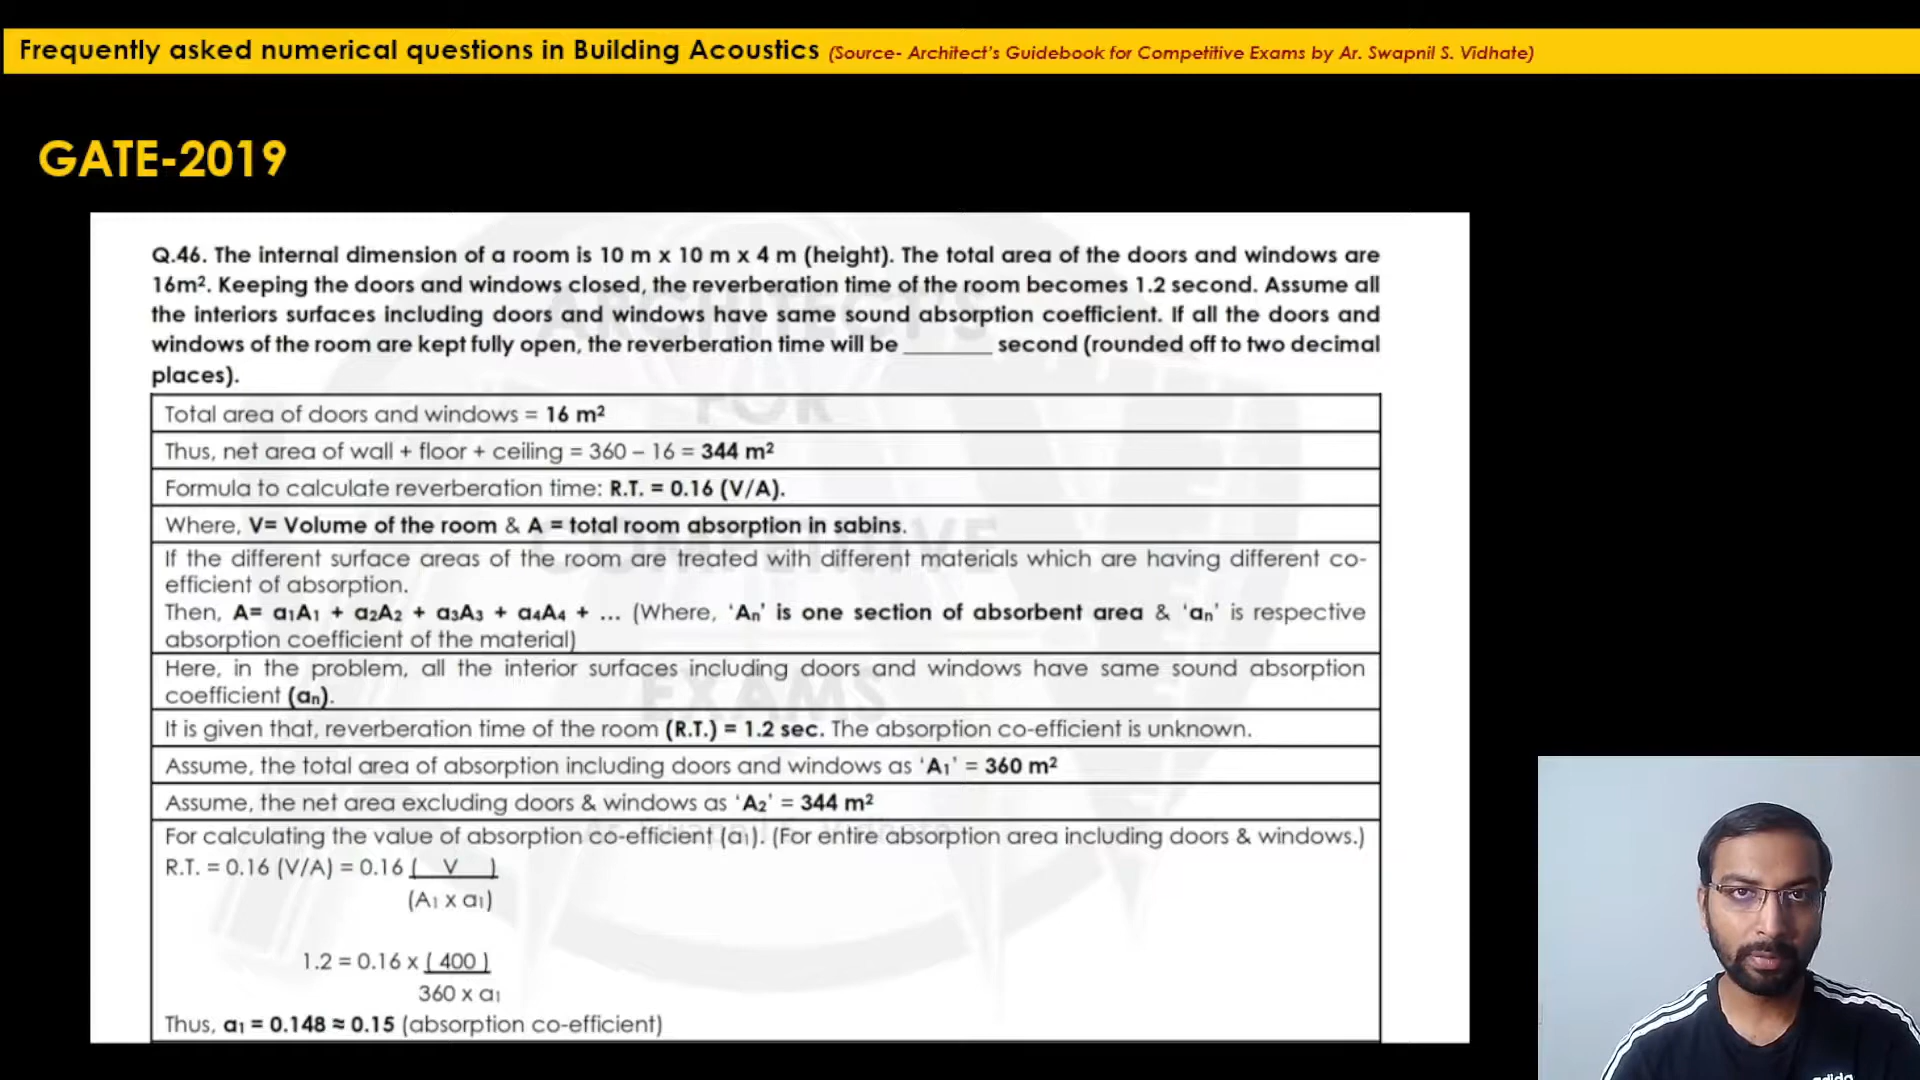 Frequently asked numerical questions in Building Acoustics (Source- Architect's Guidebook for Competitive Exams by Ar. Swapnil S. Vidhate)
GATE-2019
Q.46. The internal dimension of a room is 10 m x 10 m x 4 m (height). The total area of the doors and windows are
16m². Keeping the doors and windows closed, the reverberation time of the room becomes 1.2 second. Assume all
the interiors surfaces including doors and windows have same sound absorption coefficient. If all the doors and
windows of the room are kept fully open, the reverberation time will be ________ second (rounded off to two decimal
places).
Total area of doors and windows = 16 m²
Thus, net area of wall + floor + ceiling = 360 – 16 = 344 m²
Formula to calculate reverberation time: R.T. = 0.16 (V/A).
Where, V= Volume of the room & A = total room absorption in sabins.
If the different surface areas of the room are treated with different materials which are having different co-
efficient of absorption.
Then, A= a₁A₁ + a₂A₂ + a₃A₃ + a₄A₄ + ... (Where, ‘Aₙ’ is one section of absorbent area & ‘aₙ’ is respective
absorption coefficient of the material)
Here, in the problem, all the interior surfaces including doors and windows have same sound absorption
coefficient (aₙ).
It is given that, reverberation time of the room (R.T.) = 1.2 sec. The absorption co-efficient is unknown.
Assume, the total area of absorption including doors and windows as ‘A₁’ = 360 m²
Assume, the net area excluding doors & windows as ‘A₂’ = 344 m²
For calculating the value of absorption co-efficient (a₁). (For entire absorption area including doors & windows.)
R.T. = 0.16 (V/A) = 0.16 ( V )
(A₁ x a₁)
1.2 = 0.16 x ( 400 )
360 x a₁
Thus, a₁ = 0.148 ≈ 0.15 (absorption co-efficient)
ARCHITECT'S
FOR
COMPETITIVE
EXAMS
adidas